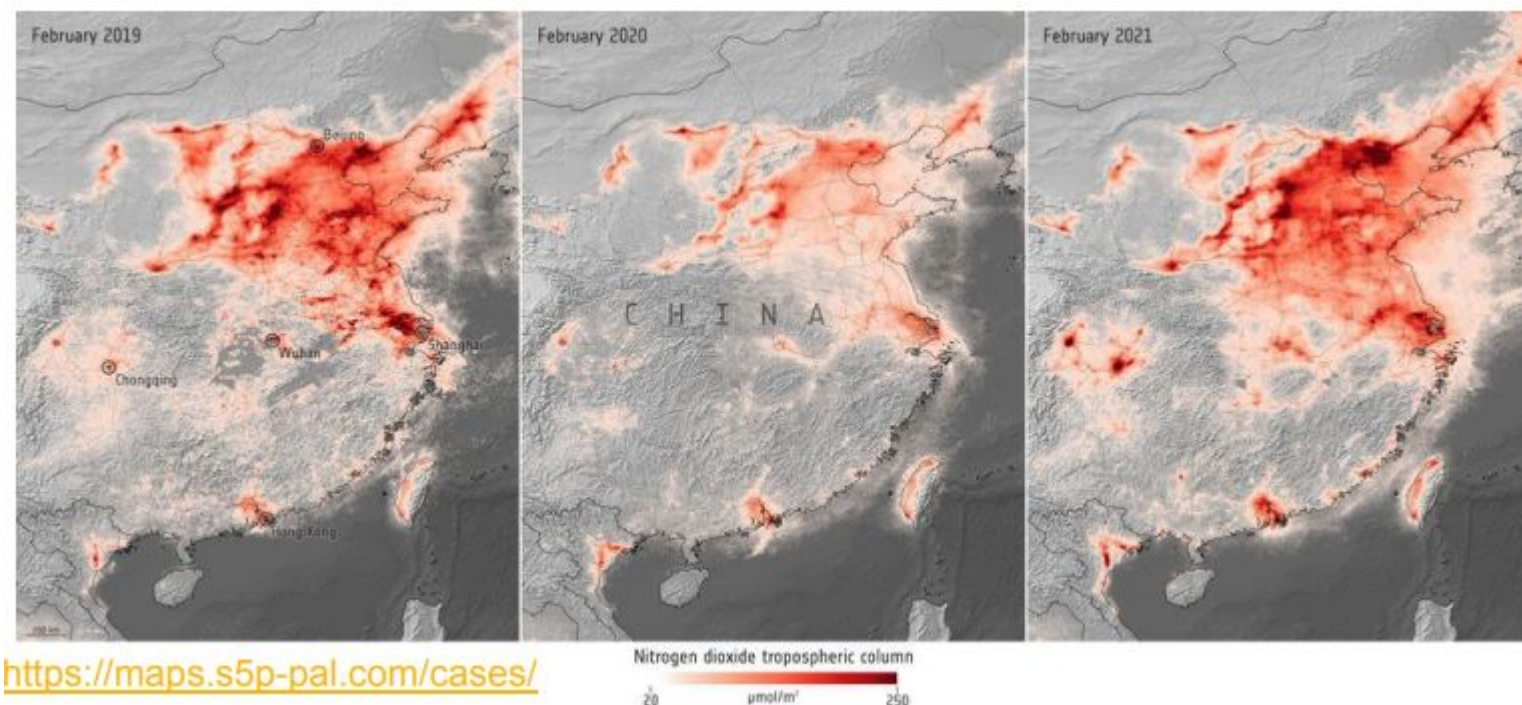 February 2019
February 2020
February 2021
Beijing
CHINA
Wuhan
Shanghai
Chongqing
Hong Kong
https://maps.s5p-pal.com/cases/
Nitrogen dioxide tropospheric column
20
µmol/m²
250